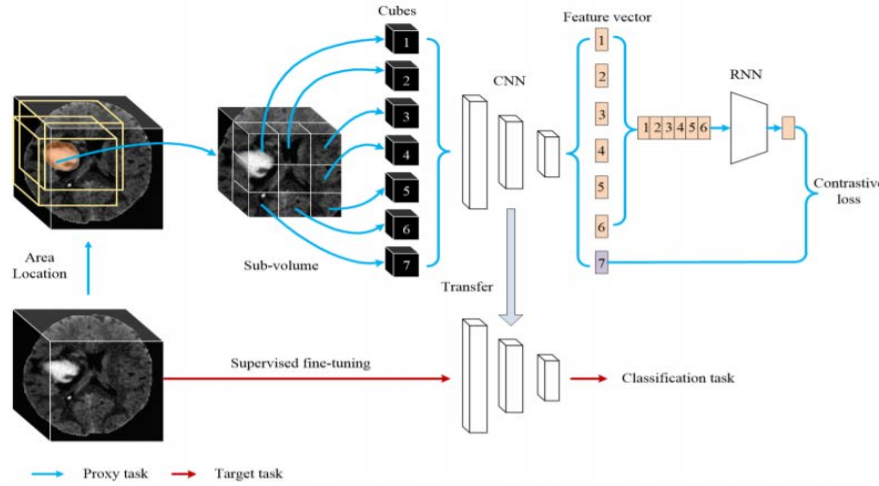 Cubes
Feature vector
1
2
3
4
5
6
7
CNN
1
2
3
4
5
6
7
1 2 3 4 5 6
RNN
Contrastive
loss
Area
Location
Sub-volume
Transfer
Supervised fine-tuning
Classification task
Proxy task
Target task